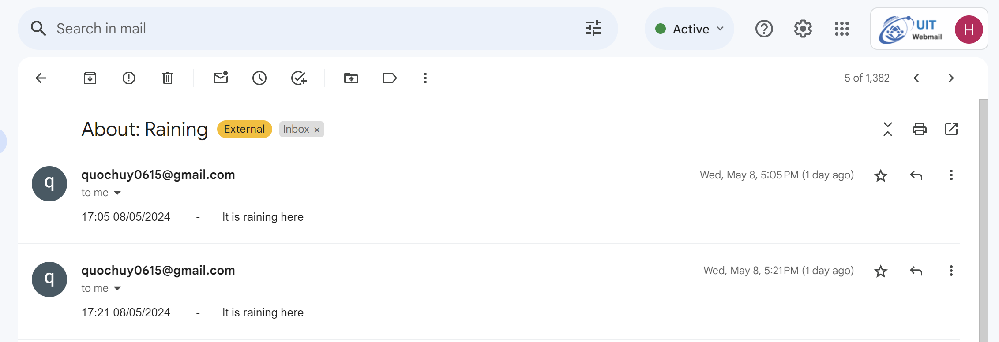 Search in mail
Active
UIT
Webmail
H
5 of 1,382
About: Raining External Inbox ×
q
quochuy0615@gmail.com Wed, May 8, 5:05 PM (1 day ago)
to me
17:05 08/05/2024 - It is raining here
q
quochuy0615@gmail.com Wed, May 8, 5:21 PM (1 day ago)
to me
17:21 08/05/2024 - It is raining here